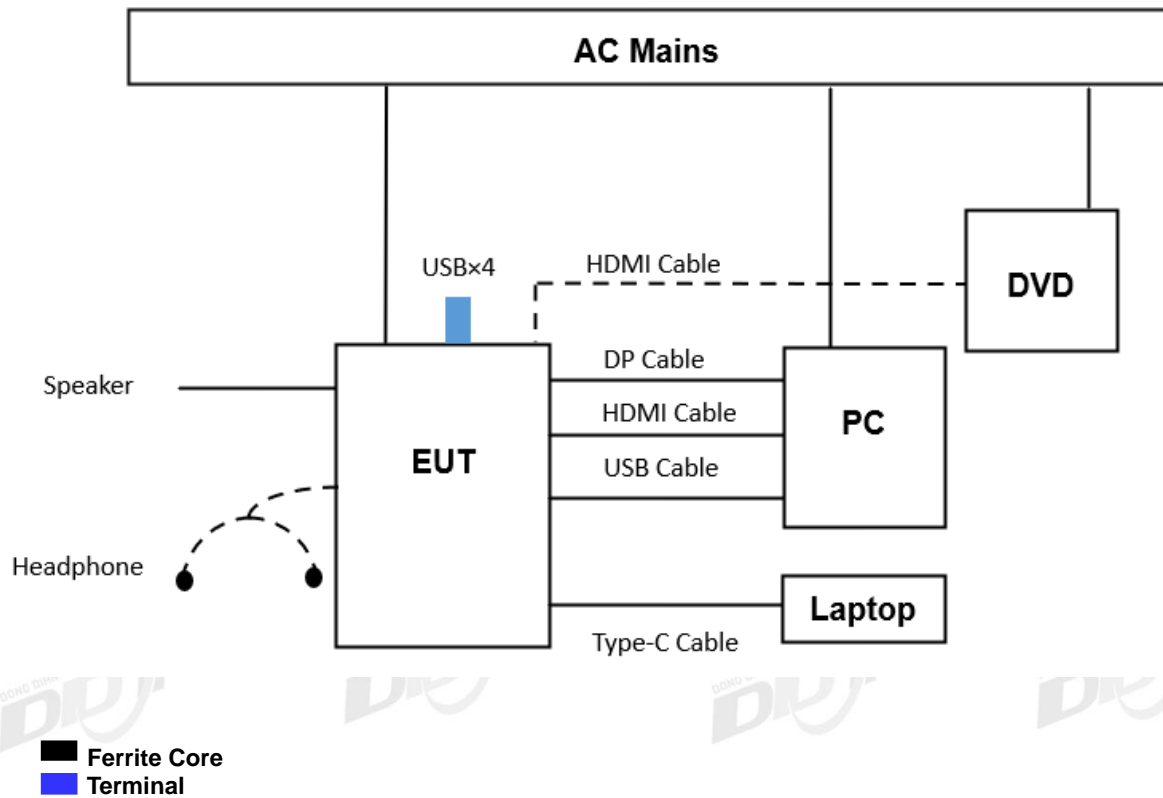 AC Mains
USB×4
HDMI Cable
DVD
DP Cable
Speaker
HDMI Cable
PC
EUT
USB Cable
Headphone
Laptop
Type-C Cable
Ferrite Core
Terminal